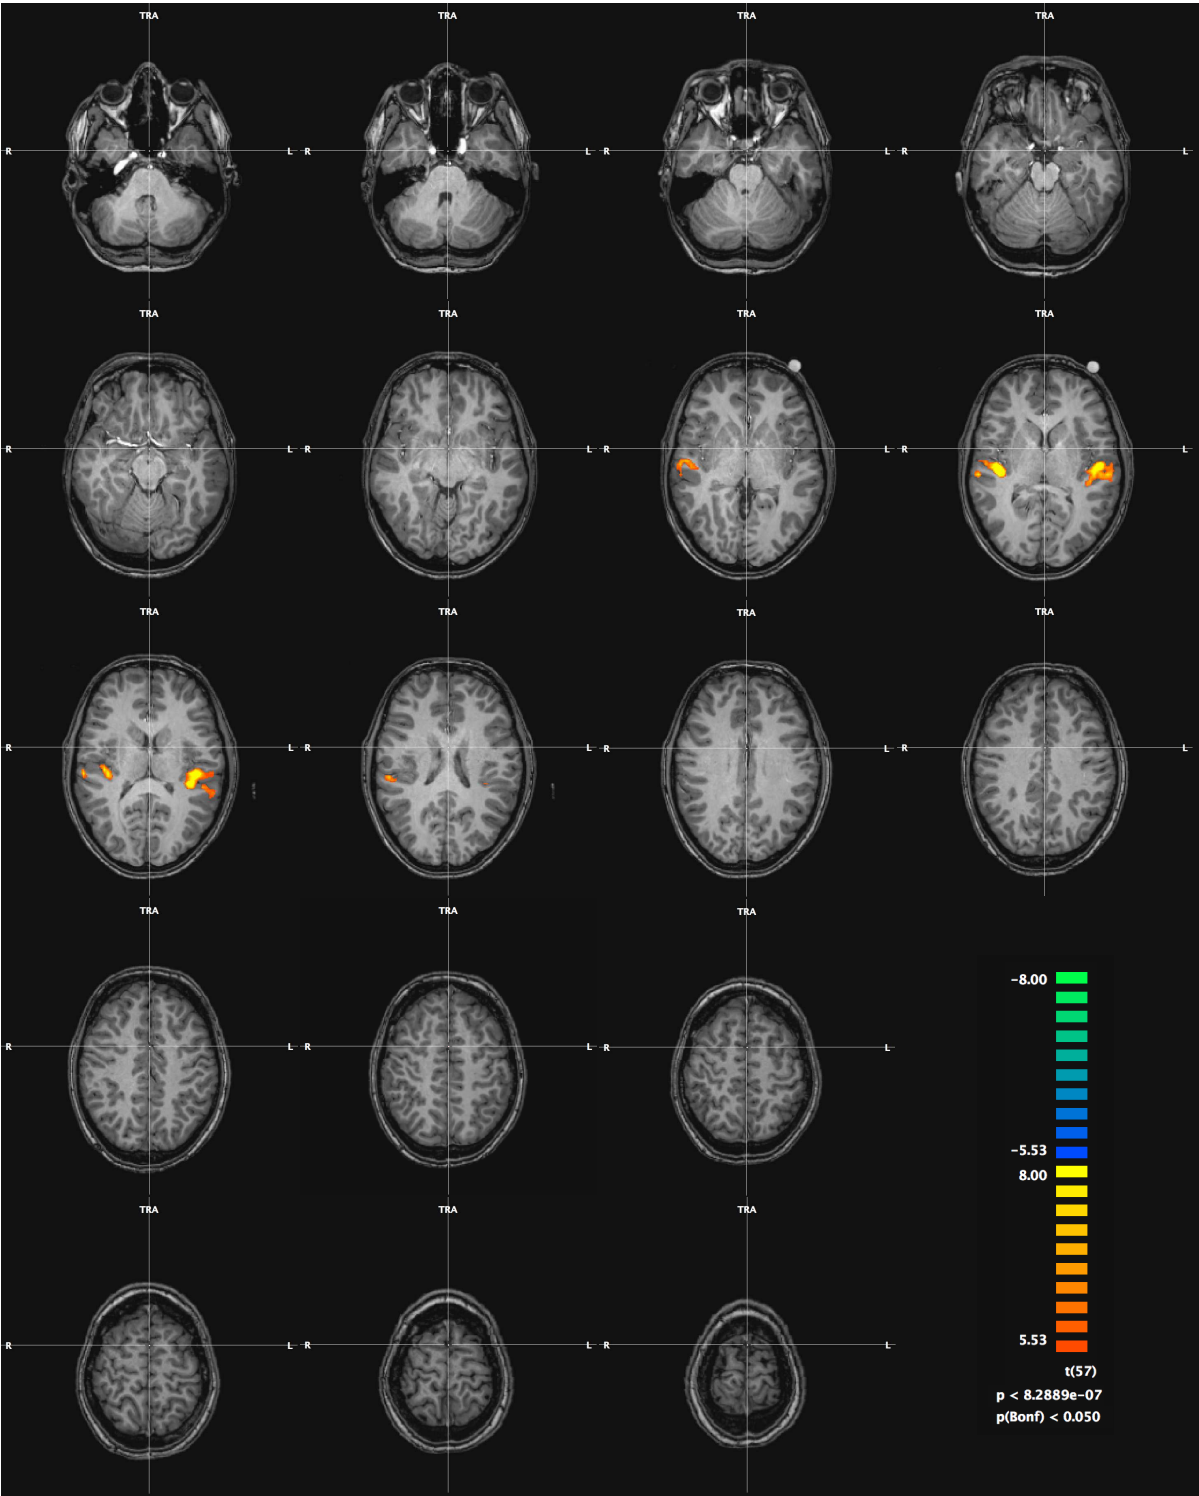 TRA TRA TRA TRA
R L R L R L R L
TRA TRA TRA TRA
R L R L R L R L
TRA TRA TRA TRA
R L R L R L R L
TRA TRA TRA
R L R L R L
−8.00
−5.53
8.00
5.53
t(57)
p < 8.2889e−07
p(Bonf) < 0.050
TRA TRA TRA
R L R L R L